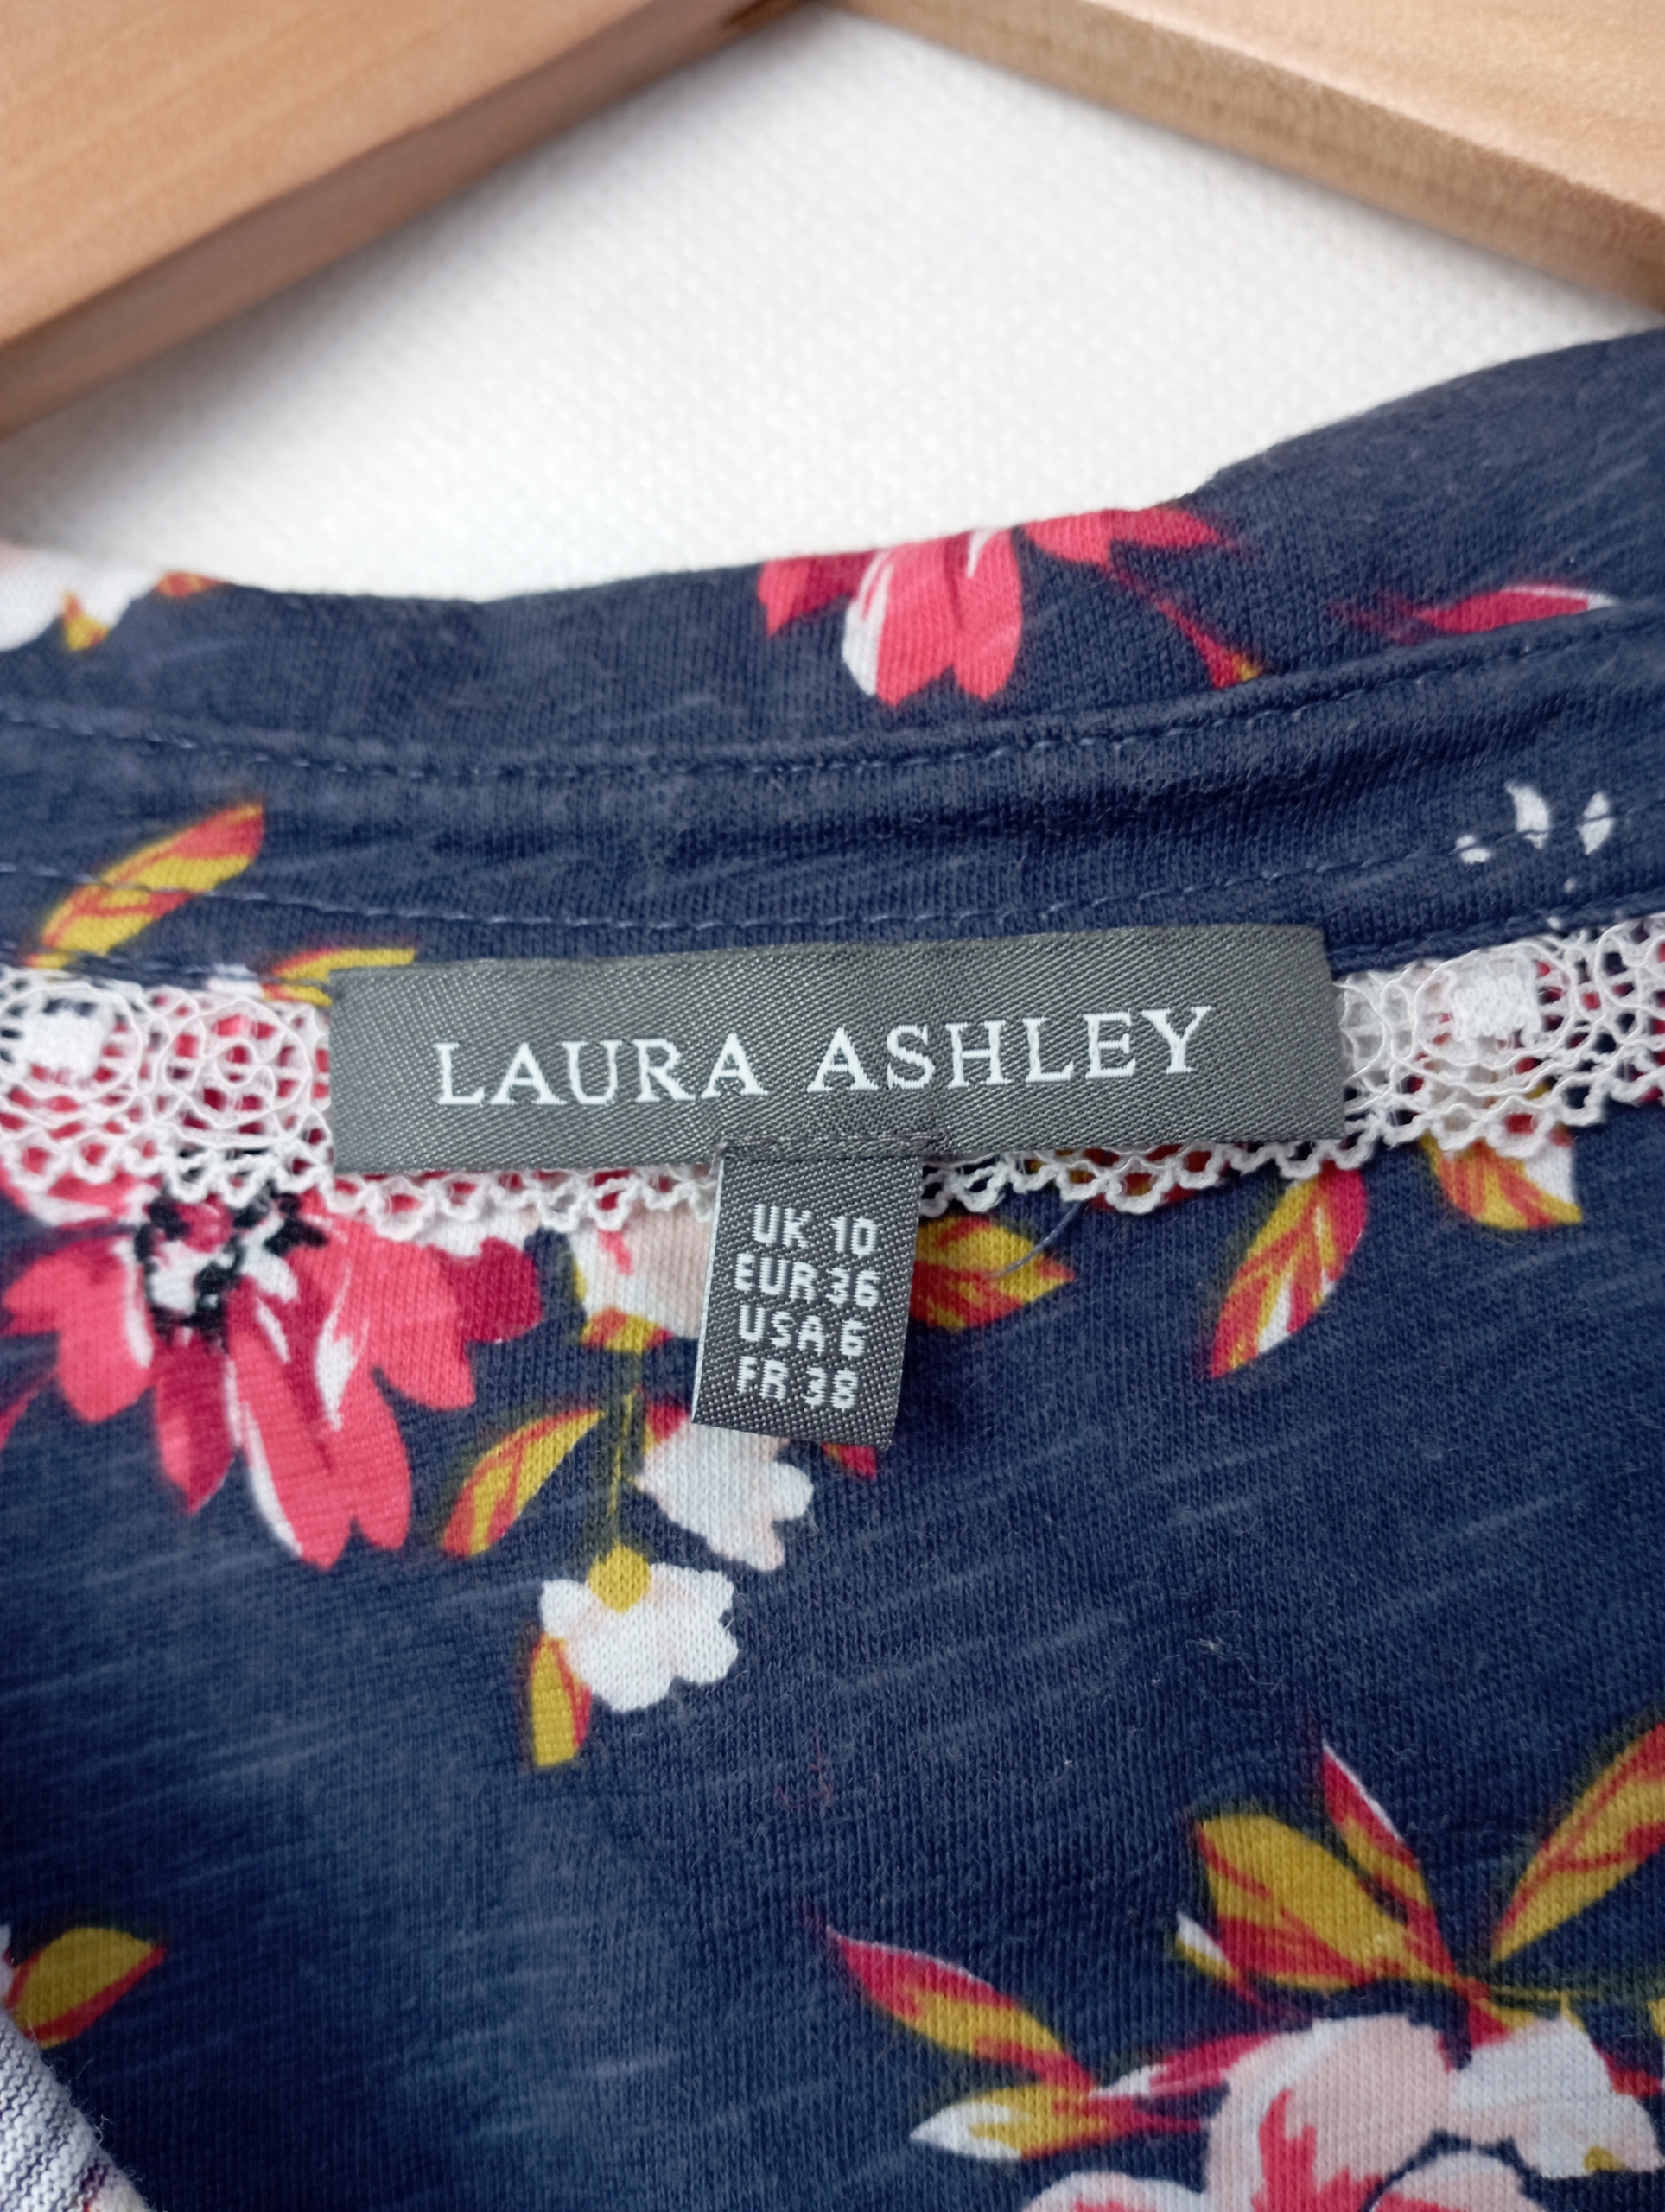 LAURA ASHLEY
UK 10
EUR 36
USA 6
FR 38